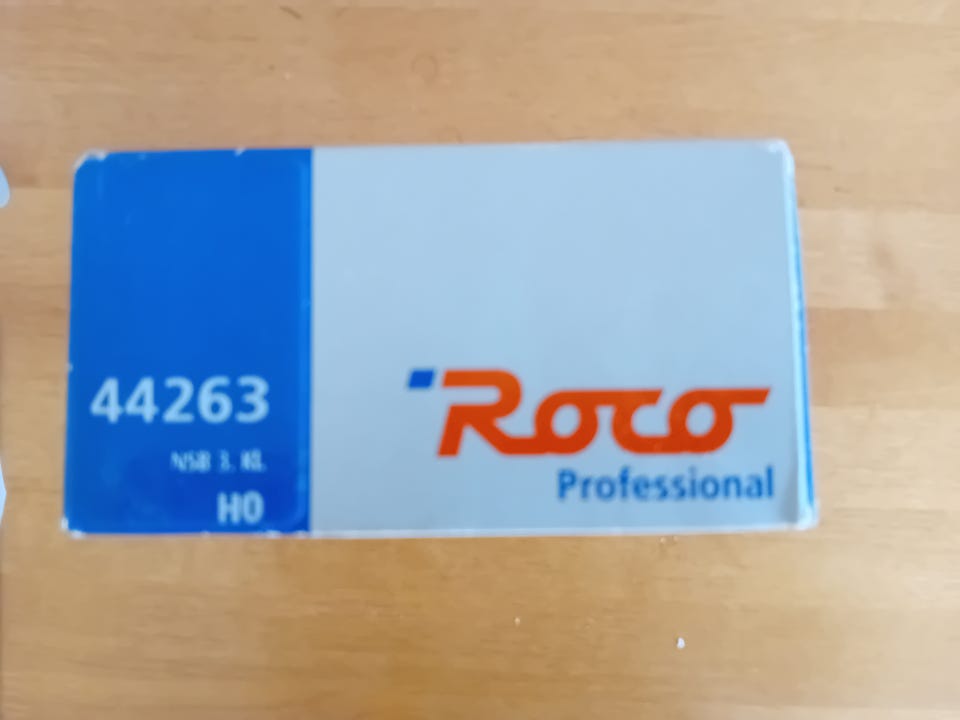 44263
NSB 3. Kl.
H0
Roco
Professional